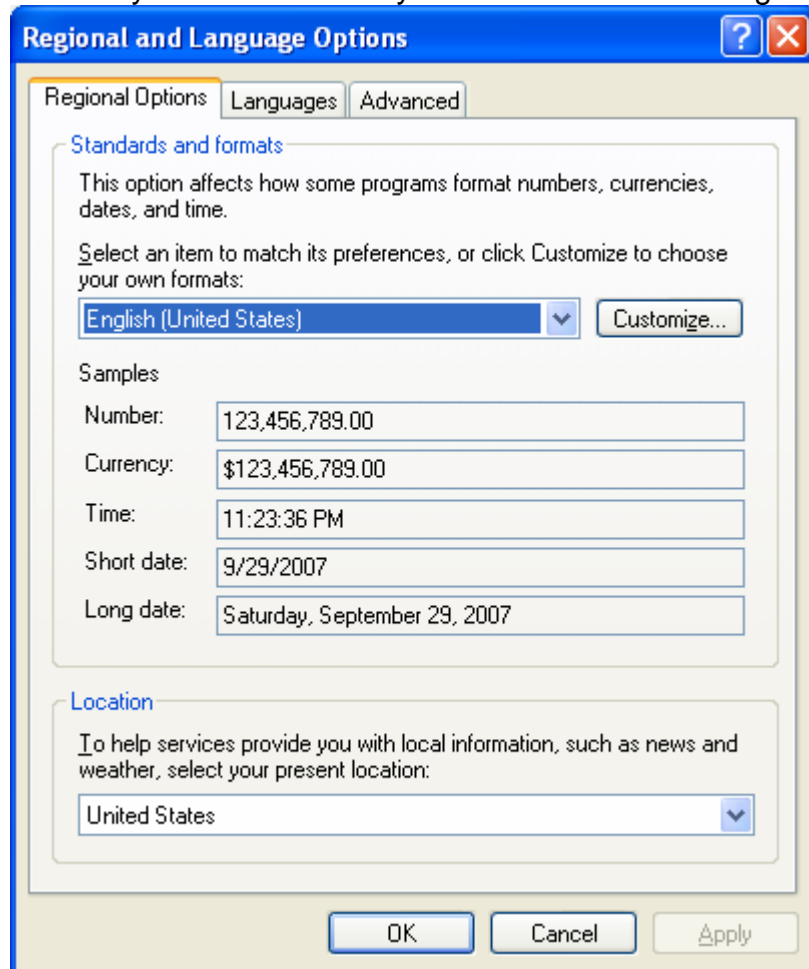 Regional and Language Options
Regional Options Languages Advanced
Standards and formats
This option affects how some programs format numbers, currencies,
dates, and time.
Select an item to match its preferences, or click Customize to choose
your own formats:
English (United States) Customize...
Samples
Number: 123,456,789.00
Currency: $123,456,789.00
Time: 11:23:36 PM
Short date: 9/29/2007
Long date: Saturday, September 29, 2007
Location
To help services provide you with local information, such as news and
weather, select your present location:
United States
OK Cancel Apply